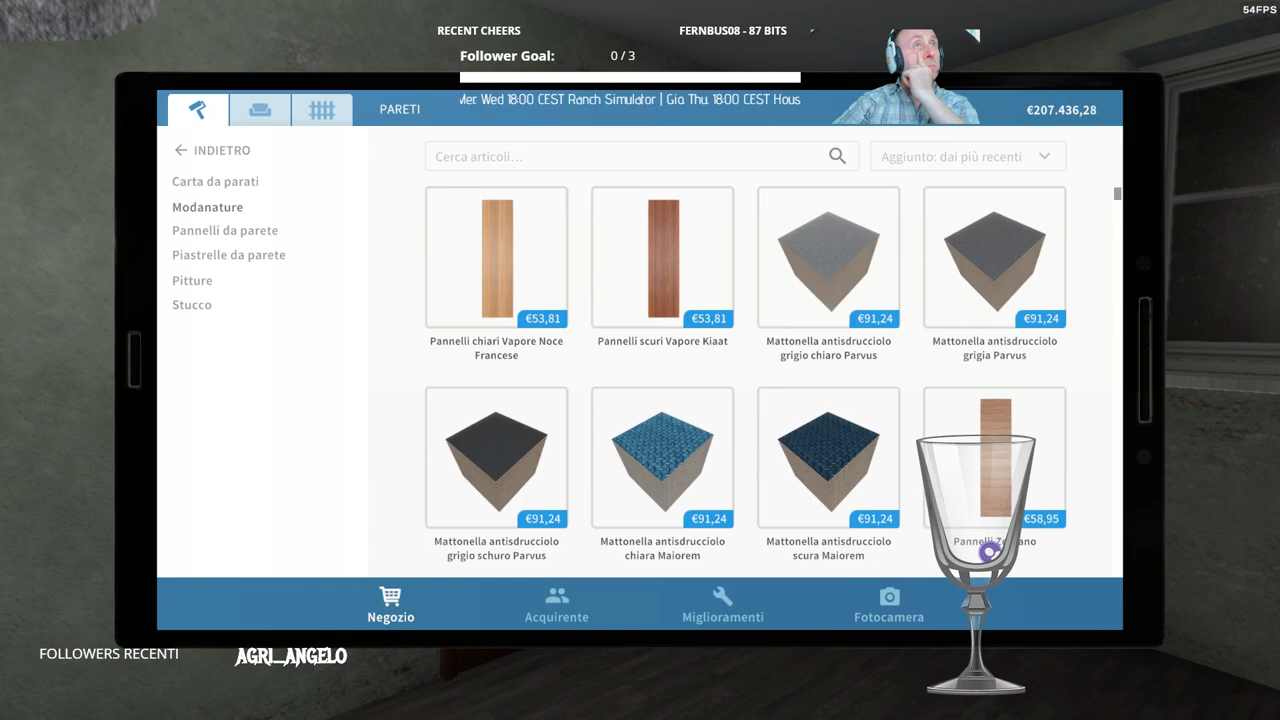 54FPS
RECENT CHEERS
FERNBUS08 - 87 BITS
Follower Goal:
0 / 3
Mer Wed 18:00 CEST Ranch Simulator | Gio Thu. 18:00 CEST Hous
PARETI
€207.436,28
INDIETRO
Carta da parati
Modanature
Pannelli da parete
Piastrelle da parete
Pitture
Stucco
Cerca articoli...
Aggiunto: dai più recenti
€53,81
€53,81
€91,24
€91,24
Pannelli chiari Vapore Noce
Francese
Pannelli scuri Vapore Kiaat
Mattonella antisdrucciolo
grigio chiaro Parvus
Mattonella antisdrucciolo
grigia Parvus
€91,24
€91,24
€91,24
€58,95
Mattonella antisdrucciolo
grigio schuro Parvus
Mattonella antisdrucciolo
chiara Maiorem
Mattonella antisdrucciolo
scura Maiorem
Pannelli
Negozio
Acquirente
Miglioramenti
Fotocamera
FOLLOWERS RECENTI
AGRI_ANGELO